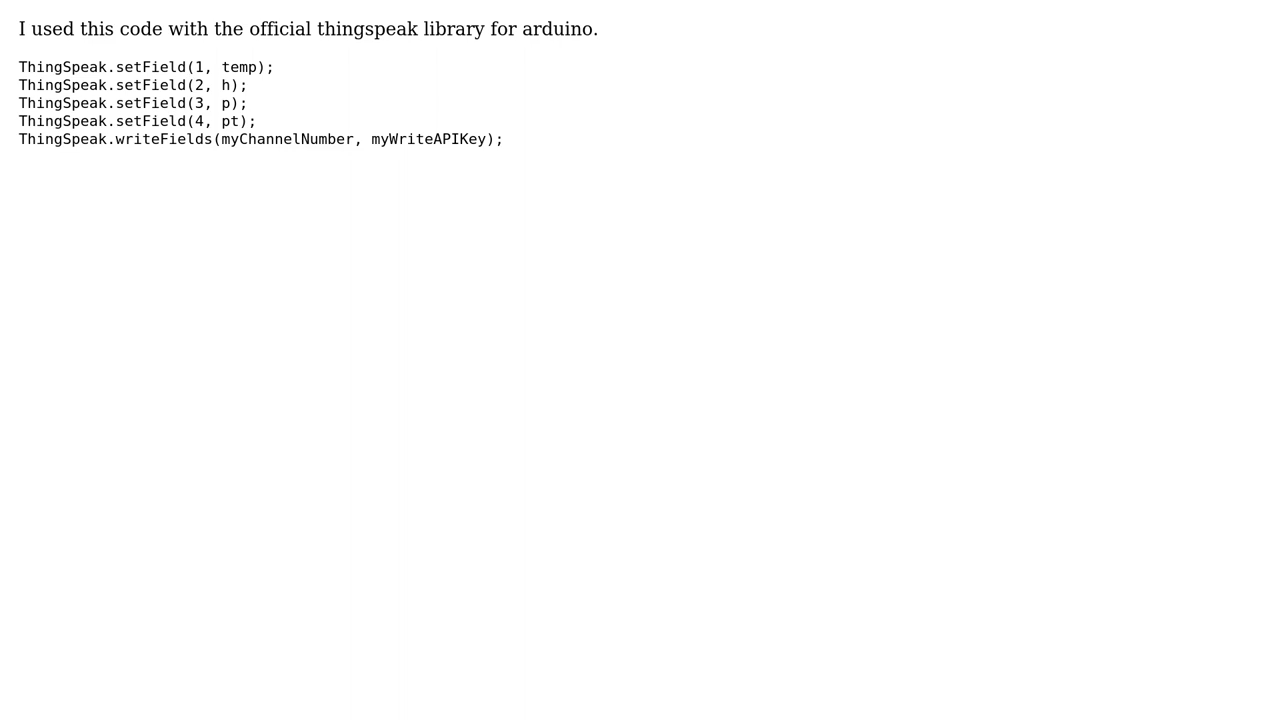 I used this code with the official thingspeak library for arduino.
ThingSpeak.setField(1, temp);
ThingSpeak.setField(2, h);
ThingSpeak.setField(3, p);
ThingSpeak.setField(4, pt);
ThingSpeak.writeFields(myChannelNumber, myWriteAPIKey);